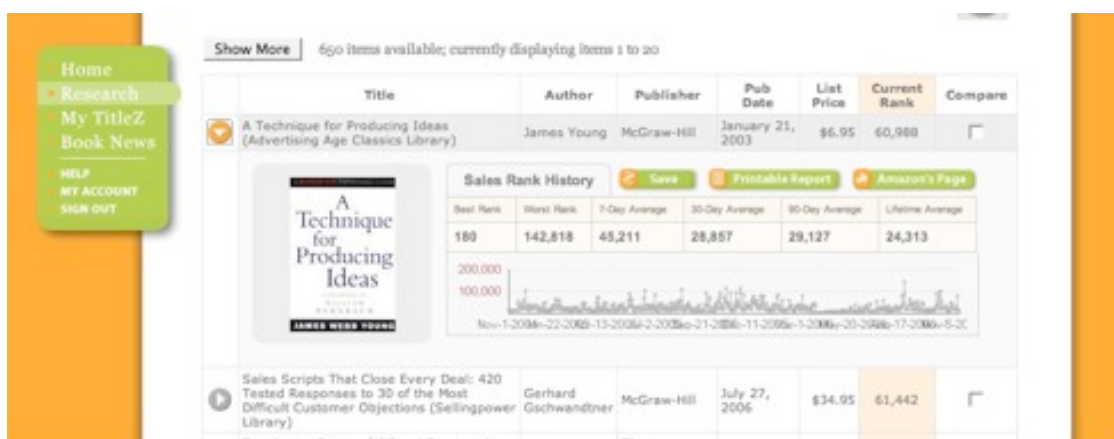 Show More 650 items available; currently displaying items 1 to 20
Home
Research
My TitleZ
Book News
HELP
MY ACCOUNT
SIGN OUT
Title Author Publisher Pub Date List Price Current Rank Compare
A Technique for Producing Ideas
(Advertising Age Classics Library)
James Young McGraw-Hill January 21, 2003 $6.95 60,988
A
Technique
for
Producing
Ideas
JAMES WEBB YOUNG
Sales Rank History Save Printable Report Amazon's Page
Best Rank Worst Rank 7-Day Average 30-Day Average 90-Day Average Lifetime Average
180 142,818 45,211 28,857 29,127 24,313
200,000
100,000
Sales Scripts That Close Every Deal: 420
Tested Responses to 30 of the Most
Difficult Customer Objections (Sellingpower
Library)
Gerhard Gschwandtner McGraw-Hill July 27, 2006 $34.95 61,442